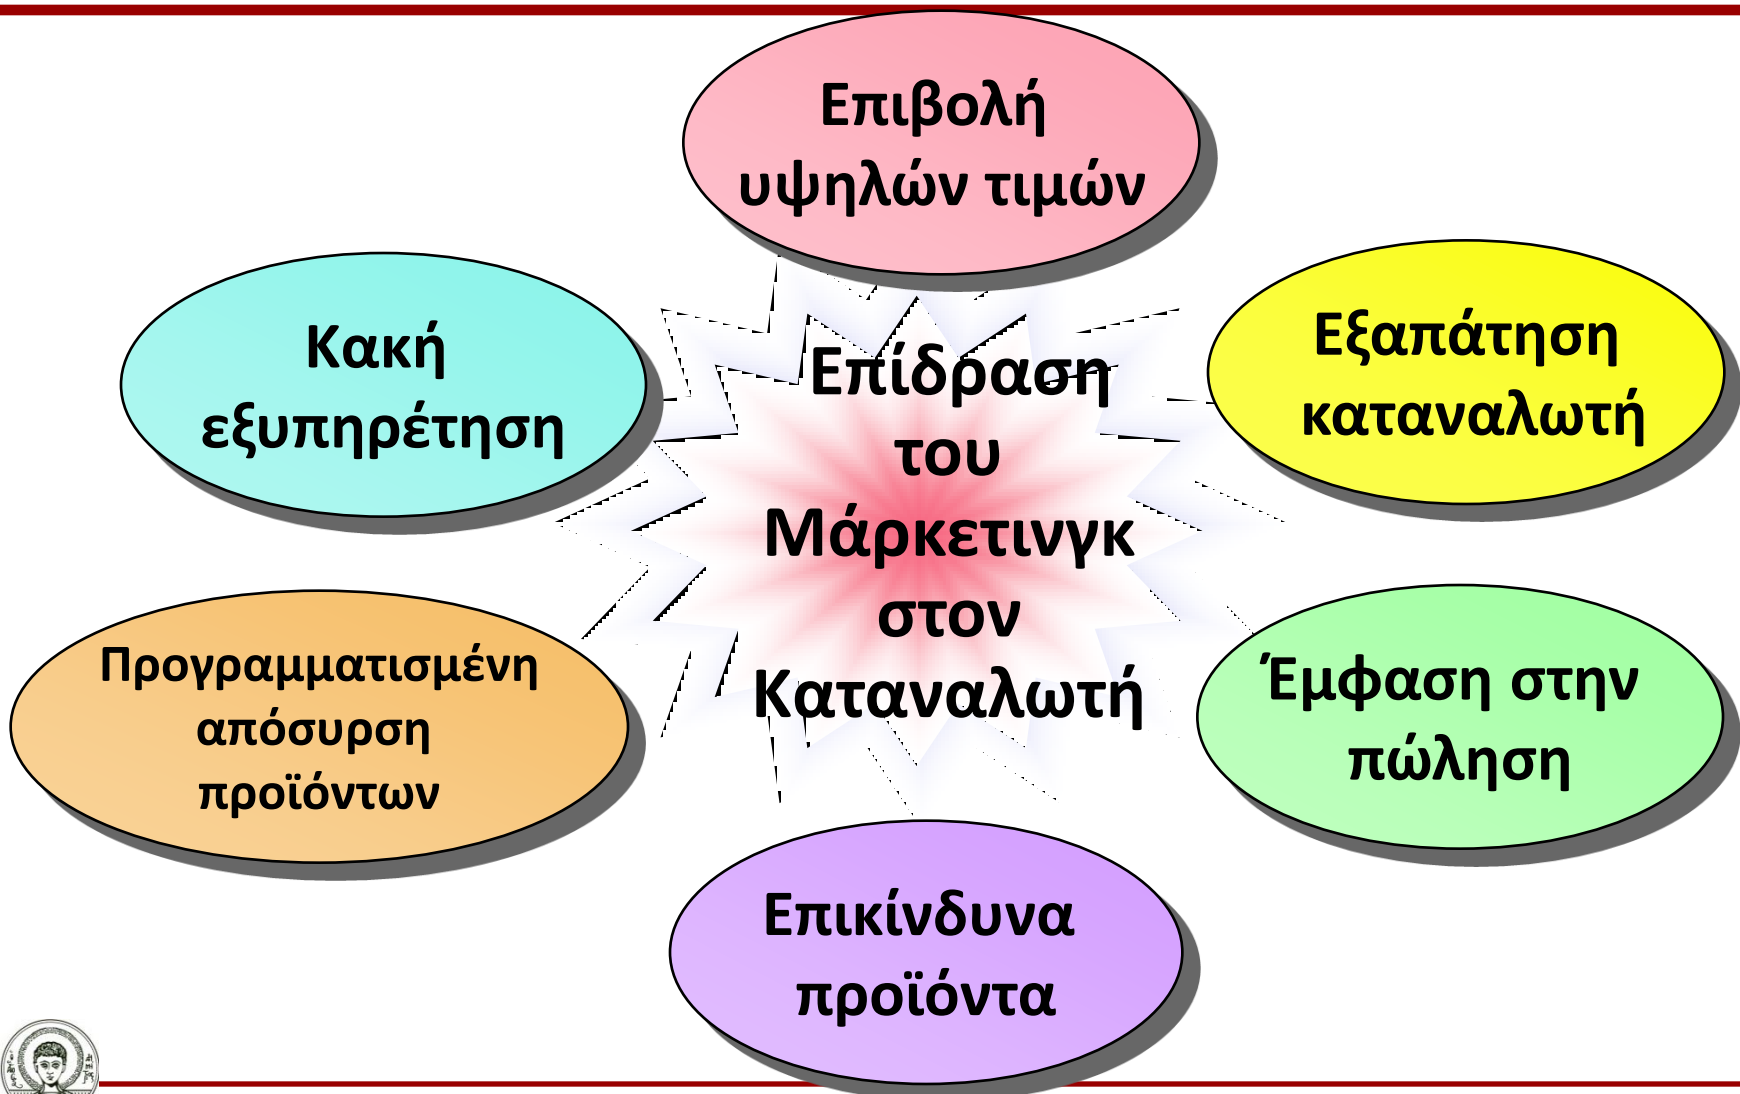 Επιβολή
υψηλών τιμών
Εξαπάτηση
καταναλωτή
Έμφαση στην
πώληση
Επικίνδυνα
προϊόντα
Προγραμματισμένη
απόσυρση
προϊόντων
Κακή
εξυπηρέτηση
Επίδραση
του
Μάρκετινγκ
στον
Καταναλωτή